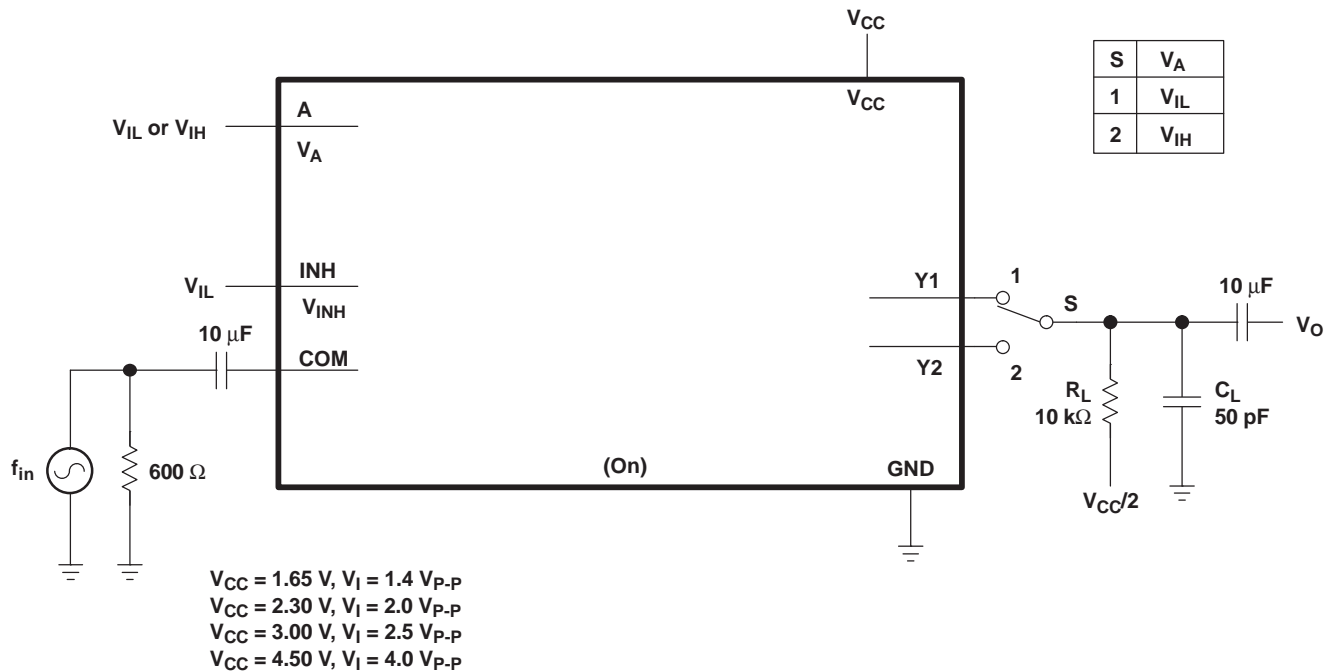 VCC
S VA
1 VIL
2 VIH
VCC
A
VIL or VIH
VA
INH
VIL
VINH
Y1
1
S
10 μF
VO
10 μF
COM
Y2
2
RL
10 kΩ
CL
50 pF
fin
600 Ω
(On)
GND
VCC/2
VCC = 1.65 V, VI = 1.4 VP-P
VCC = 2.30 V, VI = 2.0 VP-P
VCC = 3.00 V, VI = 2.5 VP-P
VCC = 4.50 V, VI = 4.0 VP-P